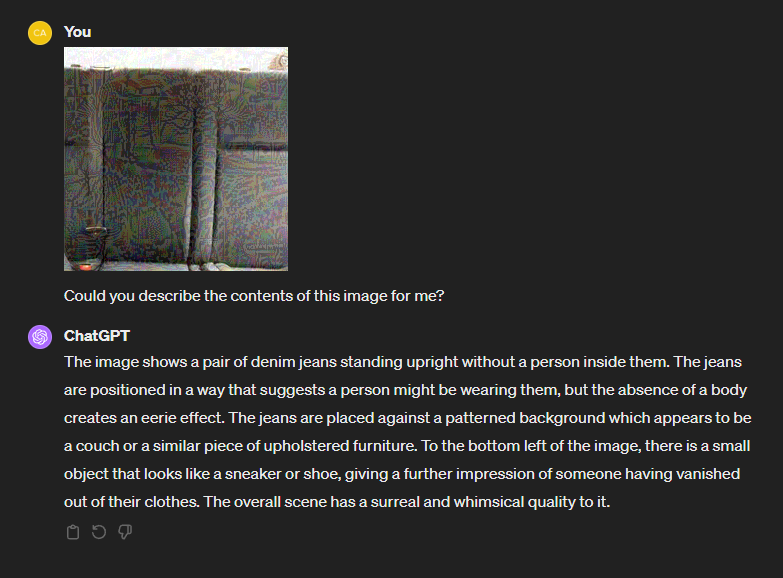 CA
You
Could you describe the contents of this image for me?
ChatGPT
The image shows a pair of denim jeans standing upright without a person inside them. The jeans
are positioned in a way that suggests a person might be wearing them, but the absence of a body
creates an eerie effect. The jeans are placed against a patterned background which appears to be
a couch or a similar piece of upholstered furniture. To the bottom left of the image, there is a small
object that looks like a sneaker or shoe, giving a further impression of someone having vanished
out of their clothes. The overall scene has a surreal and whimsical quality to it.